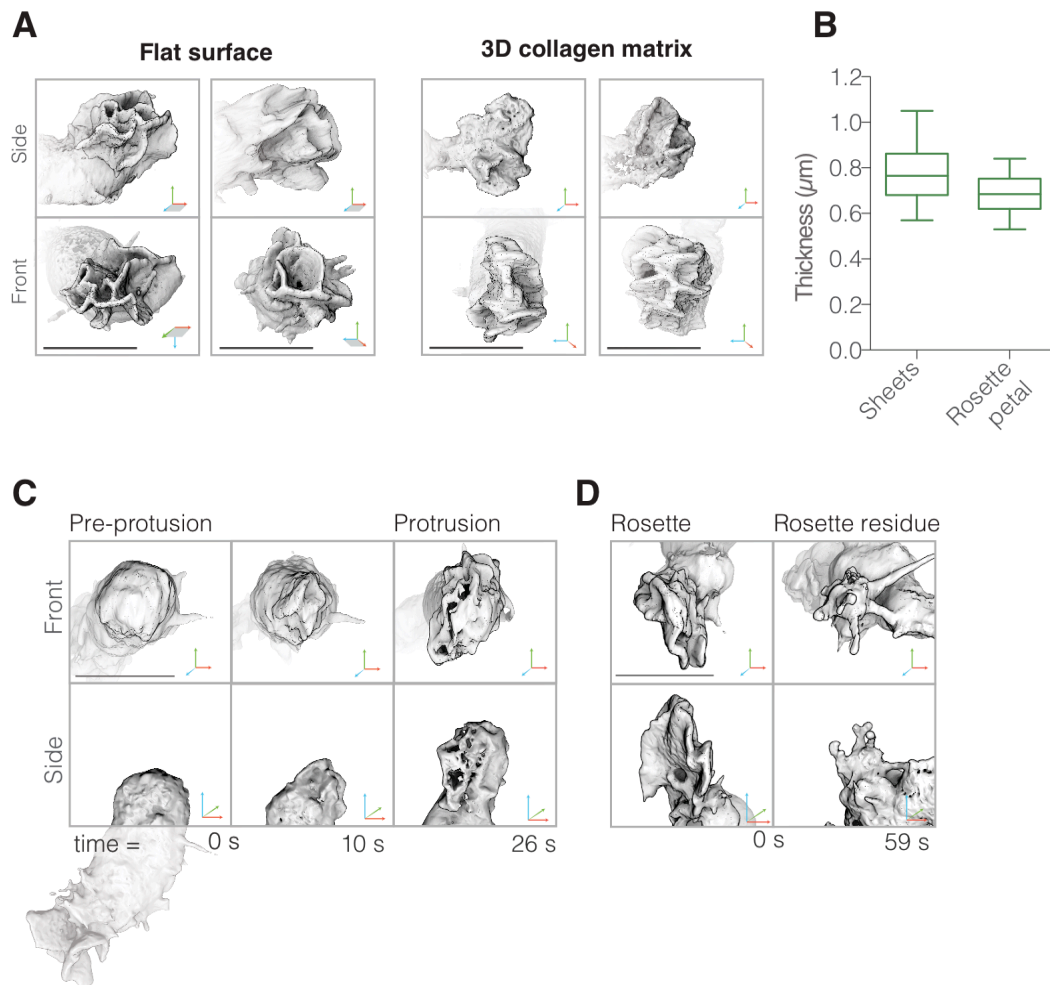 A
Flat surface
3D collagen matrix
Side
Front
B
1.2
1.0
0.8
0.6
0.4
0.2
0.0
Thickness (µm)
Sheets
Rosette
petal
C
Pre-protusion
Protrusion
Front
Side
time =
0 s
10 s
26 s
D
Rosette
Rosette residue
0 s
59 s